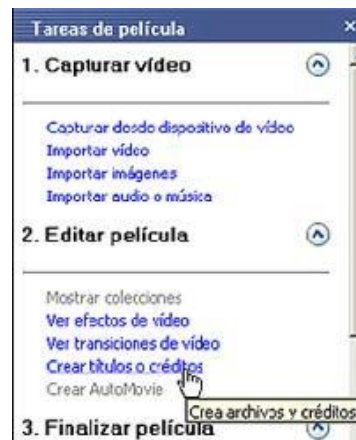 Tareas de película
1. Capturar vídeo
Capturar desde dispositivo de vídeo
Importar vídeo
Importar imágenes
Importar audio o música
2. Editar película
Mostrar colecciones
Ver efectos de vídeo
Ver transiciones de vídeo
Crear títulos o créditos
Crear AutoMovie
Crea archivos y créditos
3. Finalizar película